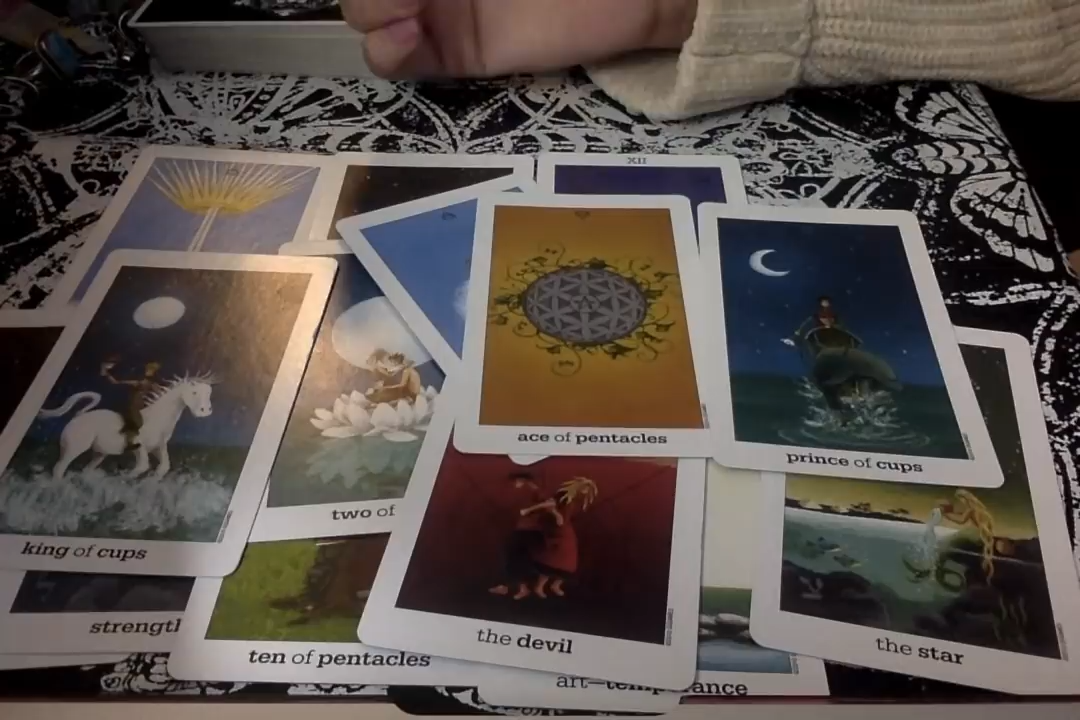 XII
ace of pentacles
prince of cups
two of
king of cups
strength
the devil
the star
ten of pentacles
art—temperance